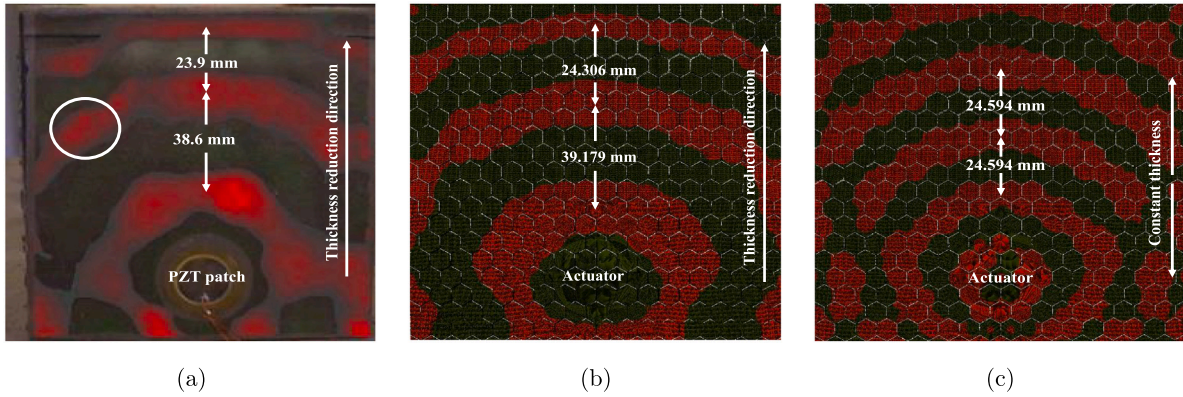 23.9 mm
38.6 mm
Thickness reduction direction
PZT patch
(a)
24.306 mm
39.179 mm
Thickness reduction direction
Actuator
(b)
24.594 mm
24.594 mm
Constant thickness
Actuator
(c)